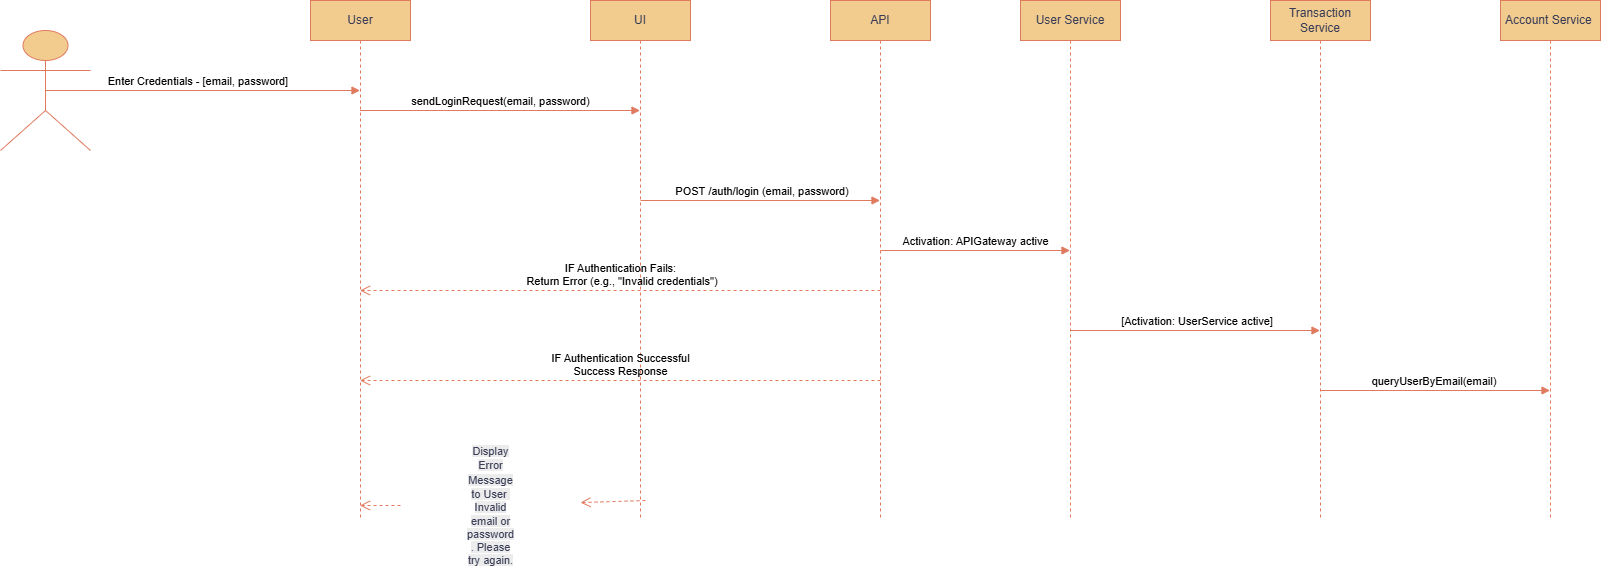 User
UI
API
User Service
Transaction
Service
Account Service
Enter Credentials - [email, password]
sendLoginRequest(email, password)
POST /auth/login (email, password)
Activation: APIGateway active
IF Authentication Fails:
Return Error (e.g., "Invalid credentials")
[Activation: UserService active]
IF Authentication Successful
Success Response
queryUserByEmail(email)
Display
Error
Message
to User
Invalid
email or
password
. Please
try again.